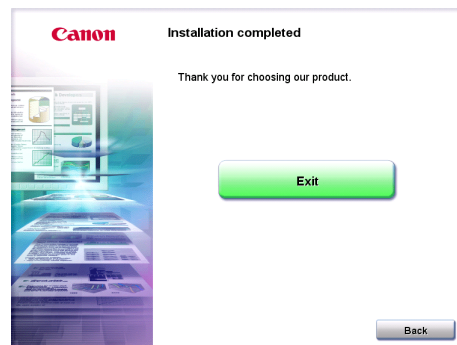 Canon
Installation completed
Thank you for choosing our product.
Exit
Back